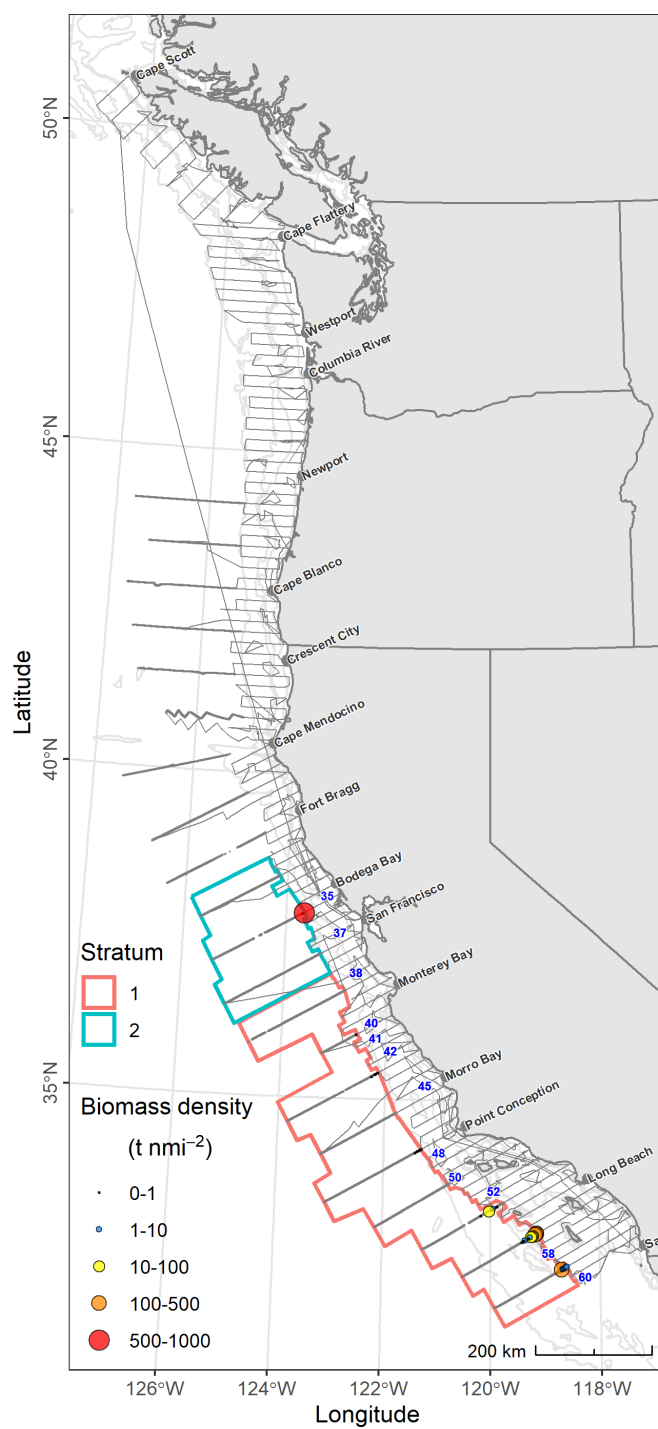 Cape Scott
50°N
Cape Flattery
Westport
Columbia River
45°N
Newport
Cape Blanco
Crescent City
Latitude
Cape Mendocino
40°N
Fort Bragg
Bodega Bay
35
San Francisco
37
Stratum
1
2
38
Monterey Bay
40
41
42
35°N
Morro Bay
45
Biomass density
(t nmi⁻²)
Point Conception
48
Long Beach
50
52
0-1
1-10
10-100
100-500
500-1000
58
Sa
60
200 km
126°W
124°W
122°W
120°W
118°W
Longitude